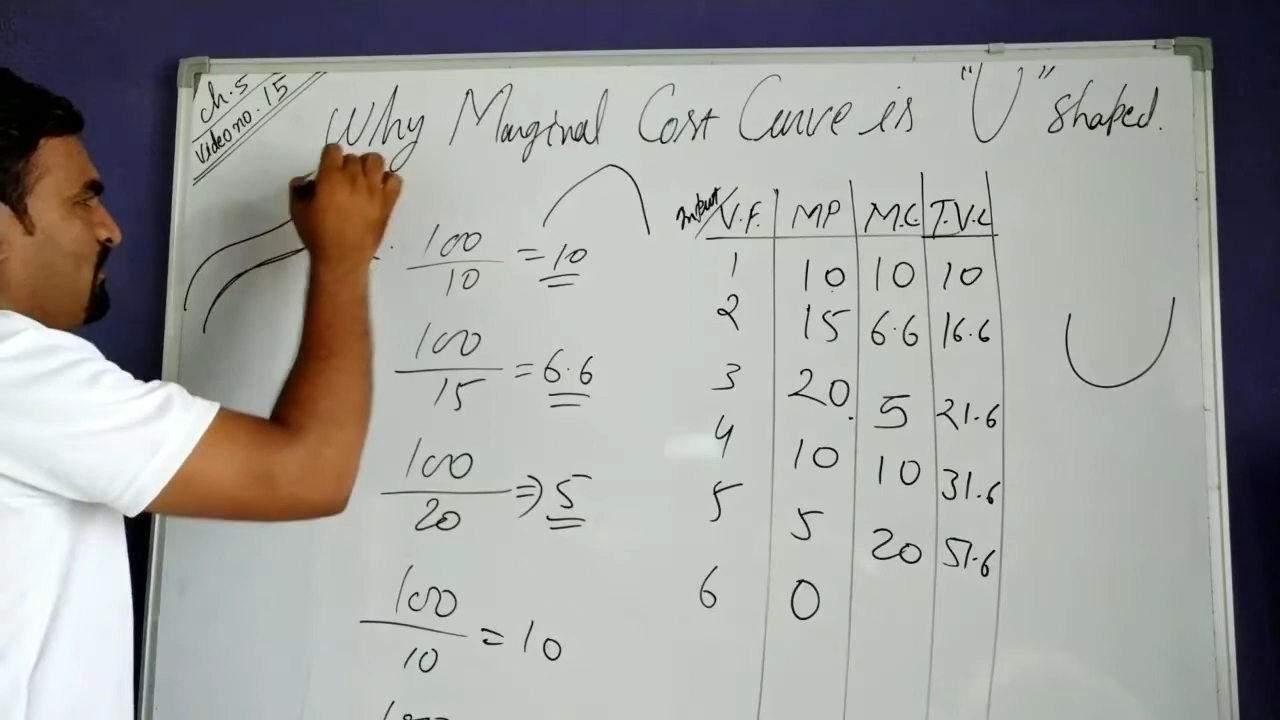 Ch. 5
Video no. 15
Why Marginal Cost Curve is "U" shaped.
100/10 = 10
100/15 = 6.6
100/20 => 5
100/10 = 10
Input/V.F. MP M.C T.V.C
1 10 10 10
2 15 6.6 16.6
3 20 5 21.6
4 10 10 31.6
5 5 20 51.6
6 0